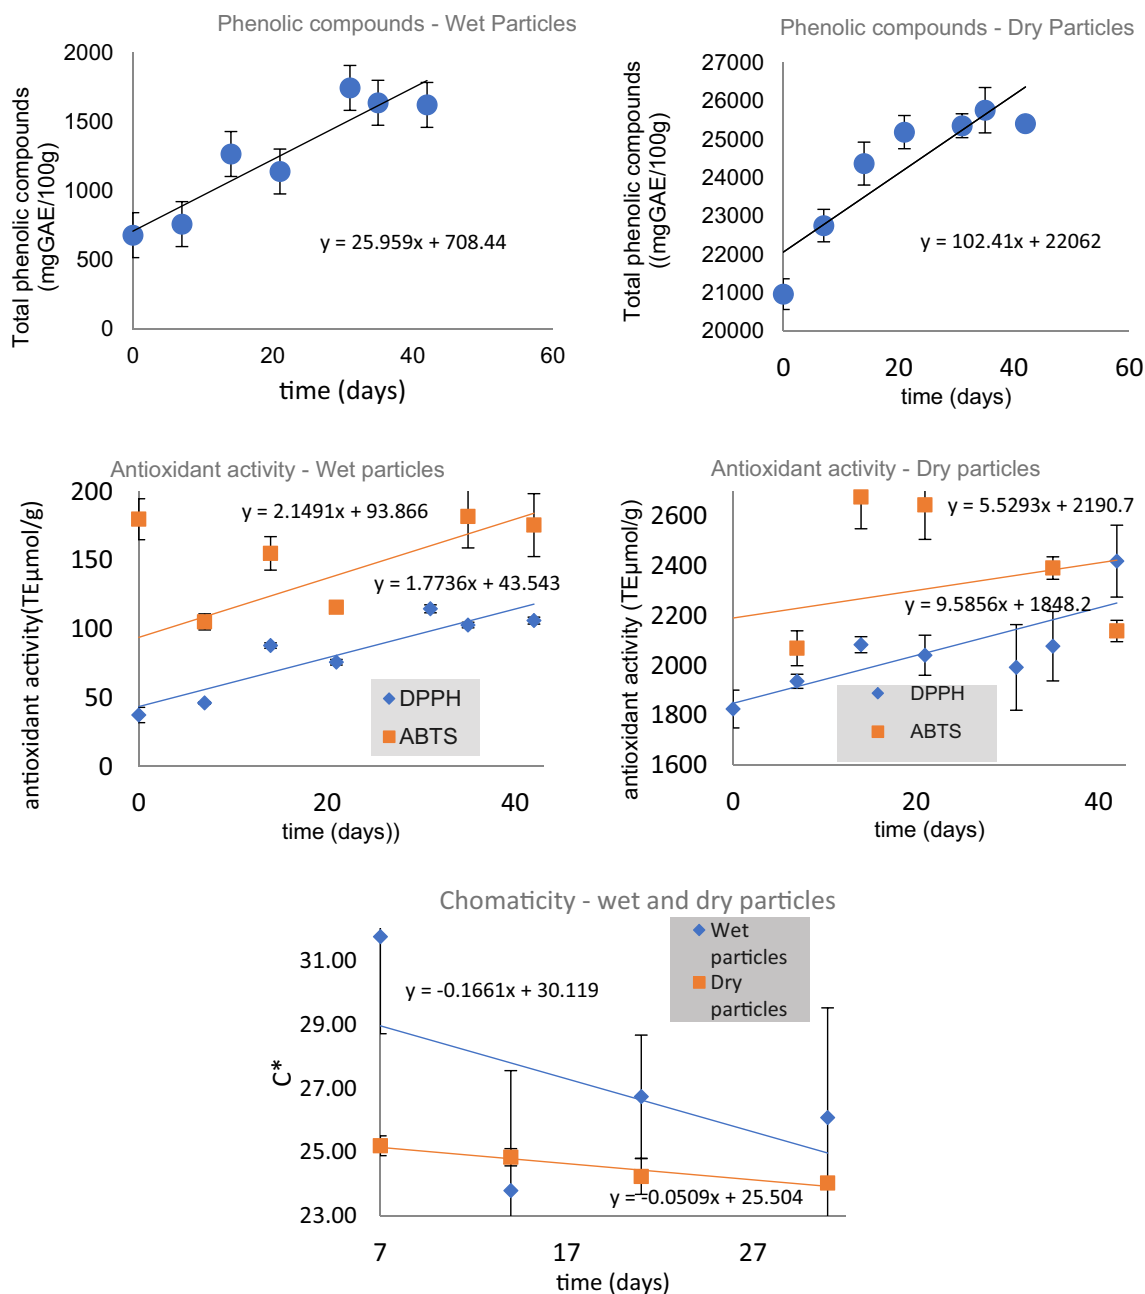 Phenolic compounds - Wet Particles
Total phenolic compounds
(mgGAE/100g)
2000
1500
1000
500
0
y = 25.959x + 708.44
0 20 40 60
time (days)
Phenolic compounds - Dry Particles
Total phenolic compounds
((mgGAE/100g)
27000
26000
25000
24000
23000
22000
21000
20000
y = 102.41x + 22062
0 20 40 60
time (days)
Antioxidant activity - Wet particles
antioxidant activity(TEµmol/g)
200
150
100
50
0
y = 2.1491x + 93.866
y = 1.7736x + 43.543
DPPH
ABTS
0 20 40
time (days))
Antioxidant activity - Dry particles
antioxidant activity (TEµmol/g)
2600
2400
2200
2000
1800
1600
y = 5.5293x + 2190.7
y = 9.5856x + 1848.2
DPPH
ABTS
0 20 40
time (days)
Chomaticity - wet and dry particles
C*
31.00
29.00
27.00
25.00
23.00
Wet
particles
Dry
particles
y = -0.1661x + 30.119
y = -0.0509x + 25.504
7 17 27
time (days)